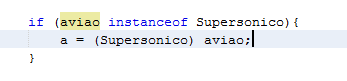 if (aviao instanceof Supersonico){
a = (Supersonico) aviao;
}